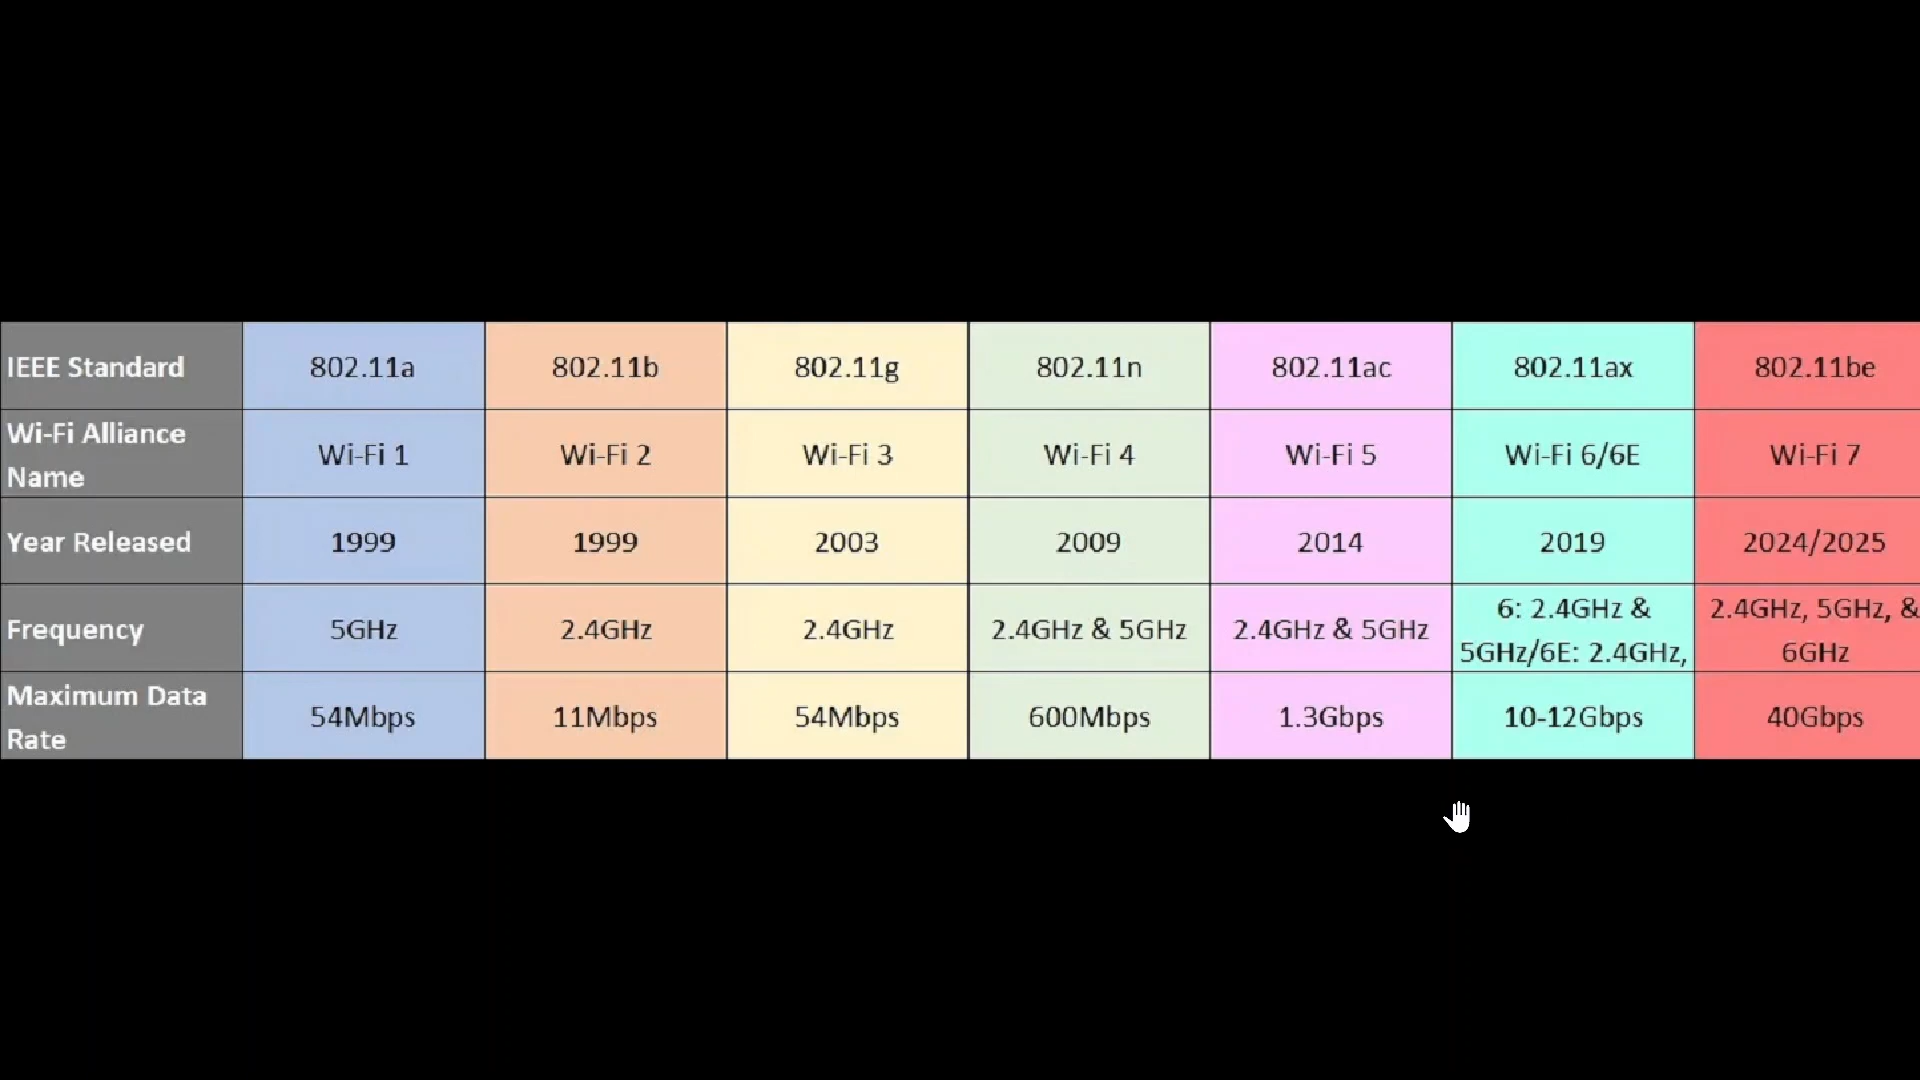 IEEE Standard 802.11a 802.11b 802.11g 802.11n 802.11ac 802.11ax 802.11be
Wi-Fi Alliance
Name Wi-Fi 1 Wi-Fi 2 Wi-Fi 3 Wi-Fi 4 Wi-Fi 5 Wi-Fi 6/6E Wi-Fi 7
Year Released 1999 1999 2003 2009 2014 2019 2024/2025
Frequency 5GHz 2.4GHz 2.4GHz 2.4GHz & 5GHz 2.4GHz & 5GHz 6: 2.4GHz & 2.4GHz, 5GHz, &
5GHz/6E: 2.4GHz, 6GHz
Maximum Data
Rate 54Mbps 11Mbps 54Mbps 600Mbps 1.3Gbps 10-12Gbps 40Gbps